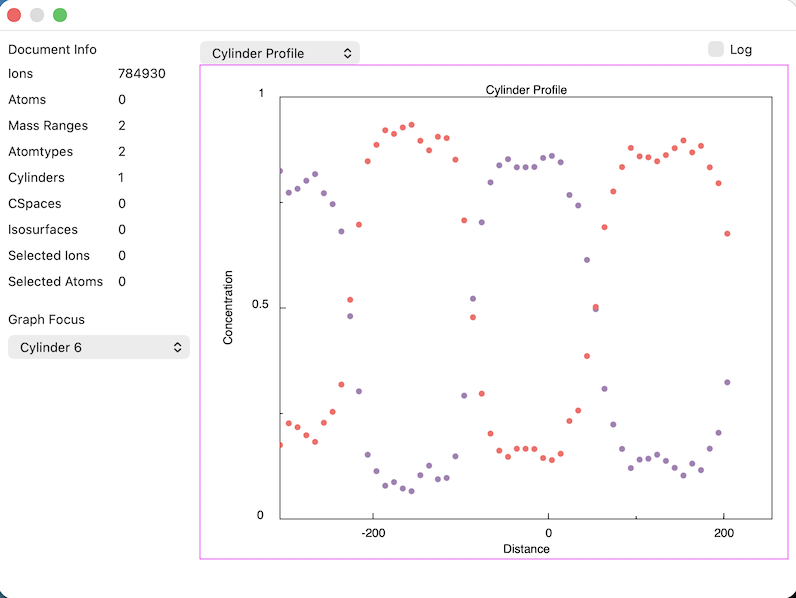 Document Info
Ions 784930
Atoms 0
Mass Ranges 2
Atomtypes 2
Cylinders 1
CSpaces 0
Isosurfaces 0
Selected Ions 0
Selected Atoms 0
Graph Focus
Cylinder 6
Cylinder Profile
Log
Cylinder Profile
1
0.5
0
Concentration
-200 0 200
Distance